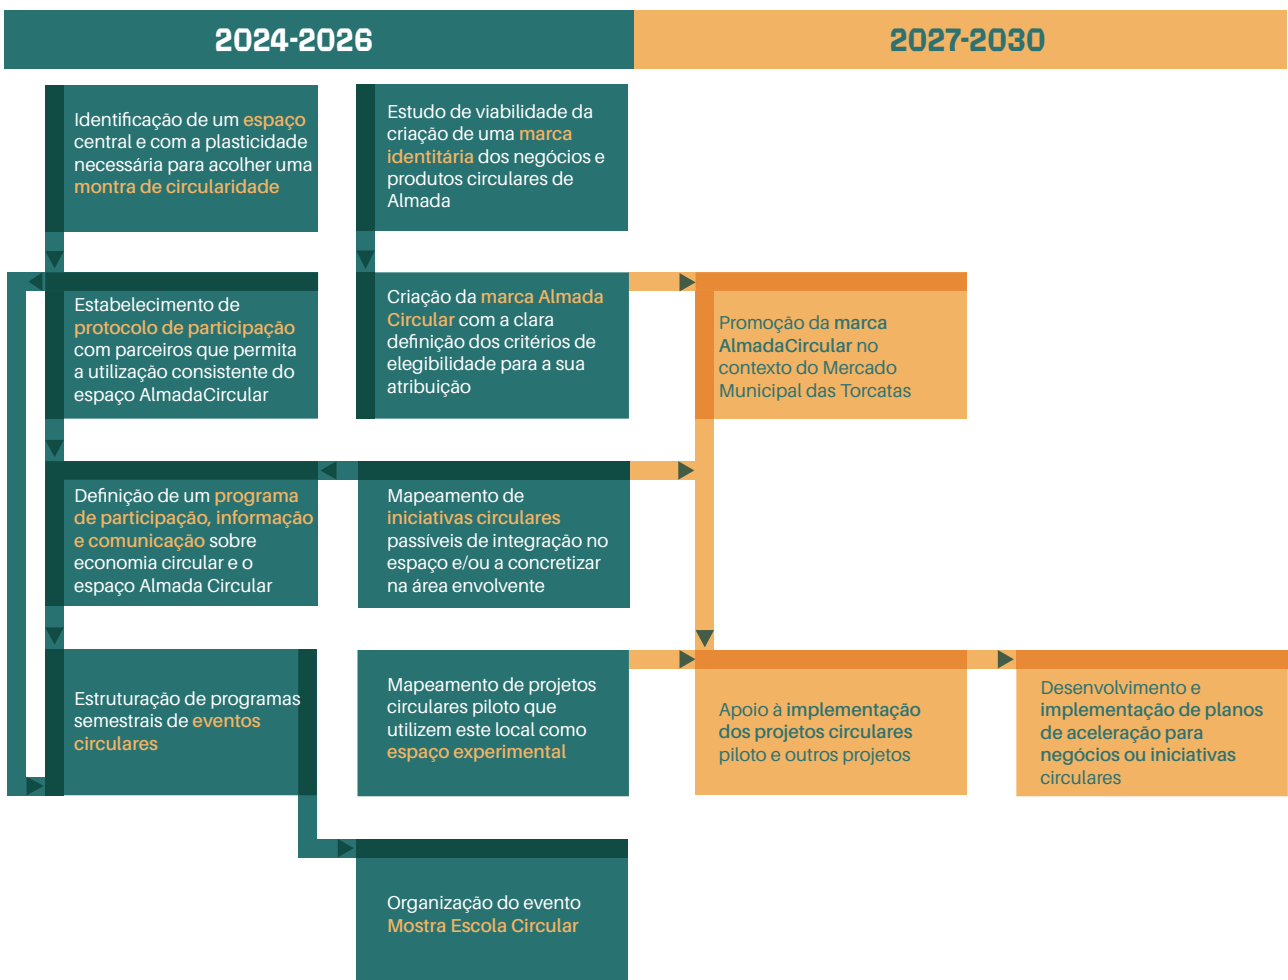 2024-2026
2027-2030
Identificação de um espaço
central e com a plasticidade
necessária para acolher uma
montra de circularidade
Estudo de viabilidade da
criação de uma marca
identitária dos negócios e
produtos circulares de
Almada
Estabelecimento de
protocolo de participação
com parceiros que permita
a utilização consistente do
espaço AlmadaCircular
Criação da marca Almada
Circular com a clara
definição dos critérios de
elegibilidade para a sua
atribuição
Promoção da marca
AlmadaCircular no
contexto do Mercado
Municipal das Torcatas
Definição de um programa
de participação, informação
e comunicação sobre
economia circular e o
espaço Almada Circular
Mapeamento de
iniciativas circulares
passíveis de integração no
espaço e/ou a concretizar
na área envolvente
Estruturação de programas
semestrais de eventos
circulares
Mapeamento de projetos
circulares piloto que
utilizem este local como
espaço experimental
Apoio à implementação
dos projetos circulares
piloto e outros projetos
Desenvolvimento e
implementação de planos
de aceleração para
negócios ou iniciativas
circulares
Organização do evento
Mostra Escola Circular